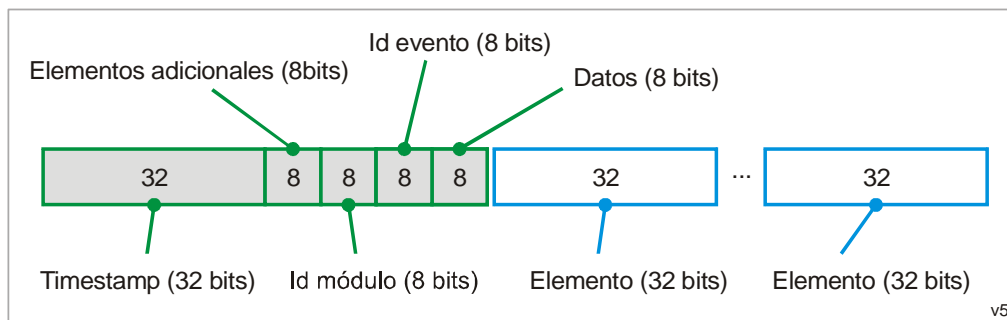 Id evento (8 bits)
Elementos adicionales (8bits)
Datos (8 bits)
32 8 8 8 8 32 ... 32
Timestamp (32 bits) Id módulo (8 bits) Elemento (32 bits) Elemento (32 bits)
v5